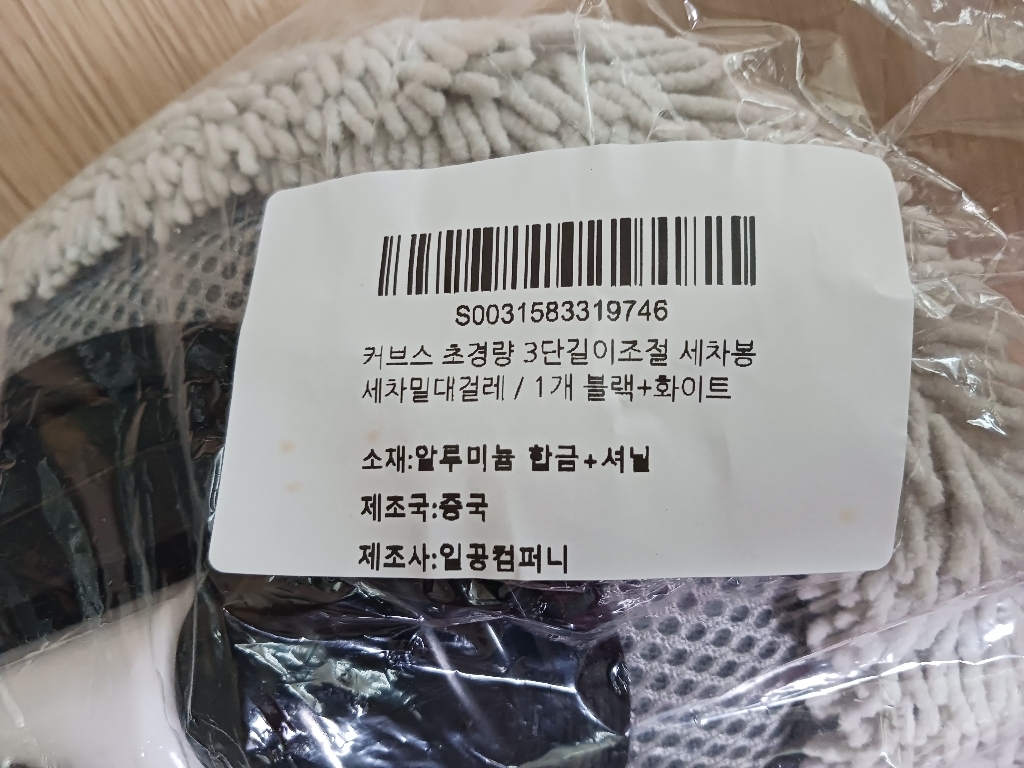 S0031583319746
커브스 초경량 3단길이조절 세차봉
세차밀대걸레 / 1개 블랙+화이트
소재:알루미늄 합금+셔닐
제조국:중국
제조사:일공컴퍼니